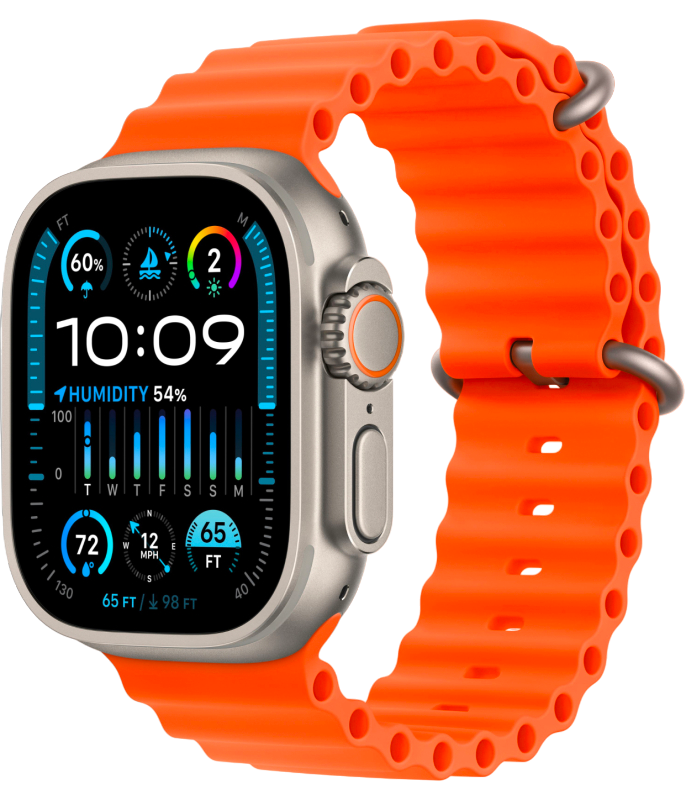 FT
M
60%
2
10:09
HUMIDITY 54%
100
0
T W T F S S M
72
N
W
12
E
MPH
S
65
FT
130
40
65 FT / 98 FT